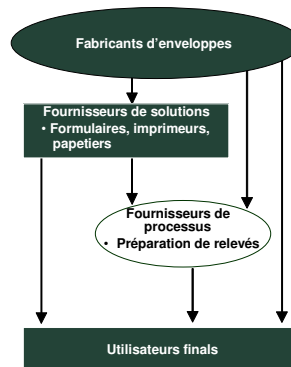 Fabricants d’enveloppes
Fournisseurs de solutions
• Formulaires, imprimeurs,
papetiers
Fournisseurs de
processus
• Préparation de relevés
Utilisateurs finals